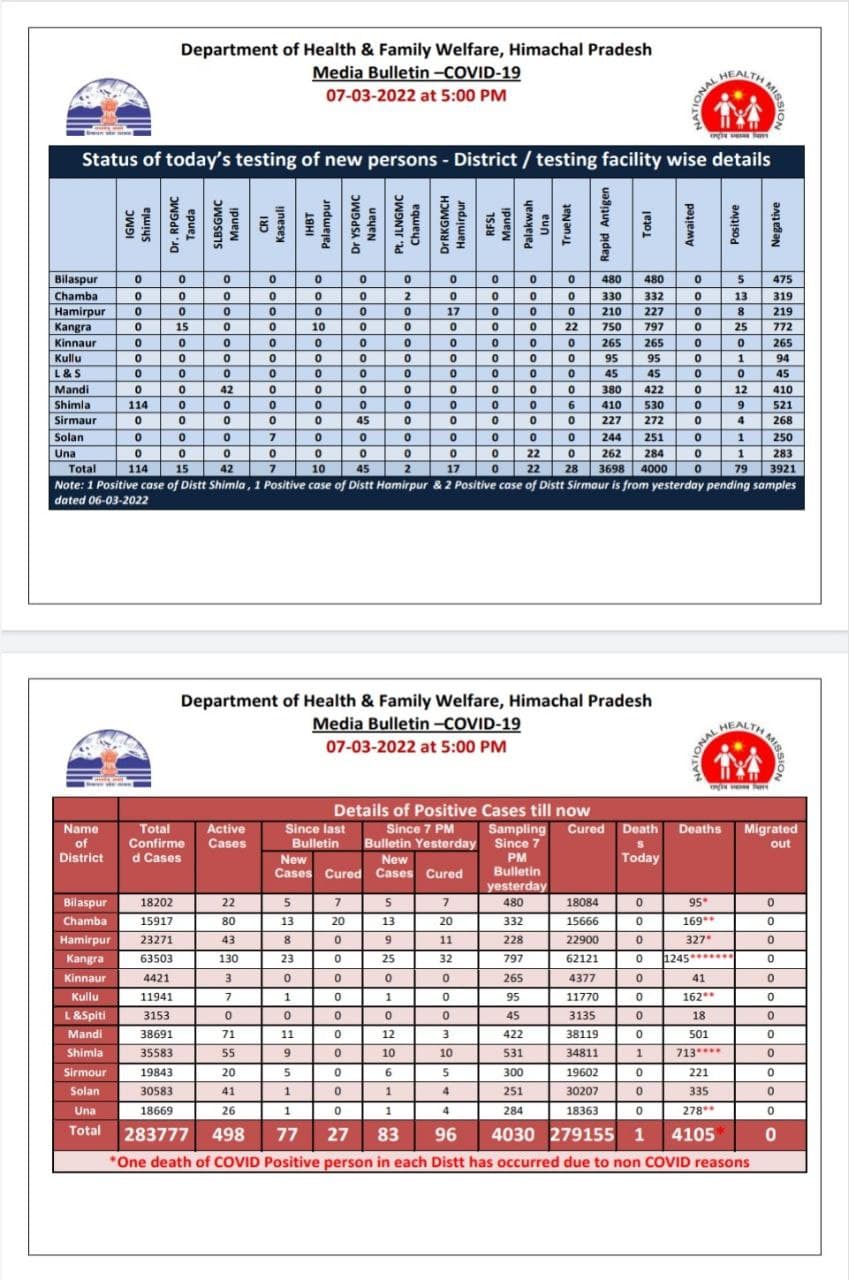 Department of Health & Family Welfare, Himachal Pradesh
Media Bulletin –COVID-19
07-03-2022 at 5:00 PM
NATIONAL HEALTH MISSION
Status of today's testing of new persons - District / testing facility wise details
IGMC Shimla Dr. RPGMC Tanda SLBSGMC Mandi CRI Kasauli IHBT Palampur Dr YSPGMC Nahan Pt. JLNGMC Chamba DrRKGMCH Hamirpur RFSL Mandi Palakwah Una TrueNat Rapid Antigen Total Awaited Positive Negative
Bilaspur 0 0 0 0 0 0 0 0 0 0 0 480 480 0 5 475
Chamba 0 0 0 0 0 0 2 0 0 0 0 330 332 0 13 319
Hamirpur 0 0 0 0 0 0 0 17 0 0 0 210 227 0 8 219
Kangra 0 15 0 0 10 0 0 0 0 0 22 750 797 0 25 772
Kinnaur 0 0 0 0 0 0 0 0 0 0 0 265 265 0 0 265
Kullu 0 0 0 0 0 0 0 0 0 0 0 95 95 0 1 94
L & S 0 0 0 0 0 0 0 0 0 0 0 45 45 0 0 45
Mandi 0 0 42 0 0 0 0 0 0 0 0 380 422 0 12 410
Shimla 114 0 0 0 0 0 0 0 0 0 6 410 530 0 9 521
Sirmaur 0 0 0 0 0 45 0 0 0 0 0 227 272 0 4 268
Solan 0 0 0 7 0 0 0 0 0 0 0 244 251 0 1 250
Una 0 0 0 0 0 0 0 0 0 22 0 262 284 0 1 283
Total 114 15 42 7 10 45 2 17 0 22 28 3698 4000 0 79 3921
Note: 1 Positive case of Distt Shimla , 1 Positive case of Distt Hamirpur & 2 Positive case of Distt Sirmaur is from yesterday pending samples
dated 06-03-2022
Department of Health & Family Welfare, Himachal Pradesh
Media Bulletin –COVID-19
07-03-2022 at 5:00 PM
NATIONAL HEALTH MISSION
Details of Positive Cases till now
Name Total Active Since last Since 7 PM Sampling Cured Death Deaths Migrated
of Confirme Cases Bulletin Bulletin Yesterday Since 7 s out
District d Cases New Cured New Cured PM Today
Cases Cases Bulletin
yesterday
Bilaspur 18202 22 5 7 5 7 480 18084 0 95* 0
Chamba 15917 80 13 20 13 20 332 15666 0 169** 0
Hamirpur 23271 43 8 0 9 11 228 22900 0 327* 0
Kangra 63503 130 23 0 25 32 797 62121 0 1245******* 0
Kinnaur 4421 3 0 0 0 0 265 4377 0 41 0
Kullu 11941 7 1 0 1 0 95 11770 0 162** 0
L &Spiti 3153 0 0 0 0 0 45 3135 0 18 0
Mandi 38691 71 11 0 12 3 422 38119 0 501 0
Shimla 35583 55 9 0 10 10 531 34811 1 713**** 0
Sirmour 19843 20 5 0 6 5 300 19602 0 221 0
Solan 30583 41 1 0 1 4 251 30207 0 335 0
Una 18669 26 1 0 1 4 284 18363 0 278** 0
Total 283777 498 77 27 83 96 4030 279155 1 4105* 0
*One death of COVID Positive person in each Distt has occurred due to non COVID reasons